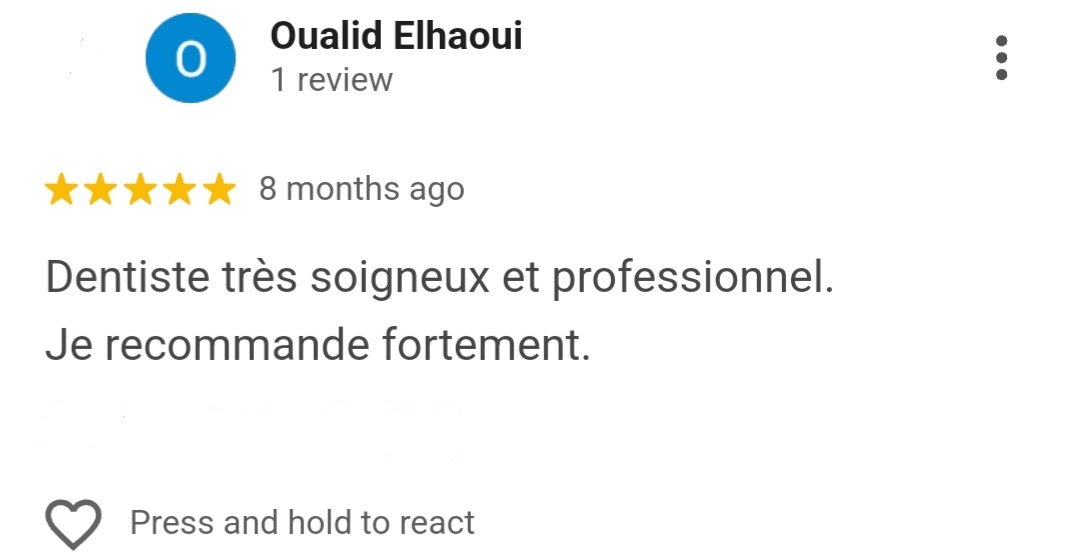 O
Oualid Elhaoui
1 review
8 months ago
Dentiste très soigneux et professionnel.
Je recommande fortement.
Press and hold to react